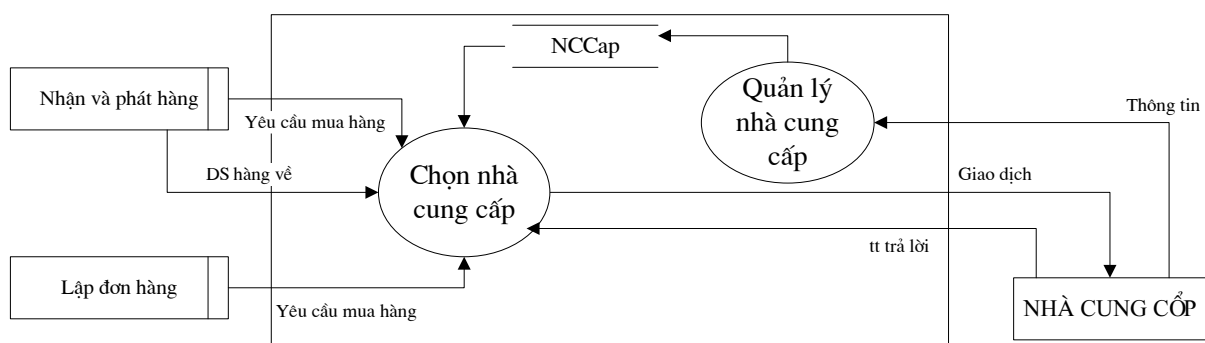 NCCap
Quản lý
nhà cung
cấp
Nhận và phát hàng
Thông tin
Yêu cầu mua hàng
DS hàng về
Chọn nhà
cung cấp
Giao dịch
tt trả lời
Lập đơn hàng
Yêu cầu mua hàng
NHÀ CUNG CỔP